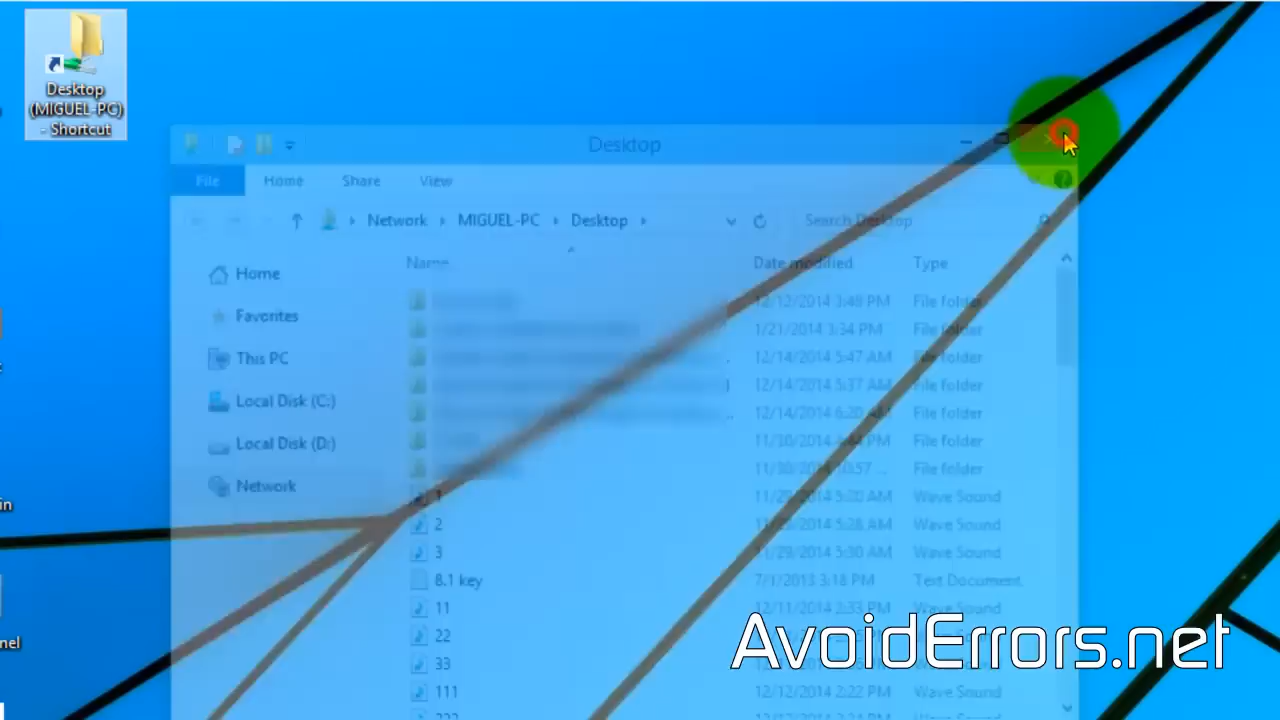 Desktop
(MIGUEL-PC)
- Shortcut
Desktop
File Home Share View
Network MIGUEL-PC Desktop Search Desktop
Name Date modified Type
Home
Favorites
This PC
Local Disk (C:)
Local Disk (D:)
Network
12/12/2014 3:48 PM File folder
1/21/2014 3:34 PM File folder
12/14/2014 5:47 AM File folder
12/14/2014 5:37 AM File folder
12/14/2014 6:20 AM File folder
11/30/2014 4:44 PM File folder
11/30/2014 10:57 ... File folder
1 11/29/2014 5:20 AM Wave Sound
2 5:28 AM Wave Sound
3 11/29/2014 5:30 AM Wave Sound
8.1 key 7/1/2013 3:18 PM Text Document
11 12/11/2014 2:33 PM Wave Sound
22
33
111 12/12/2014 2:22 PM Wave Sound
in
nel
AvoidErrors.net